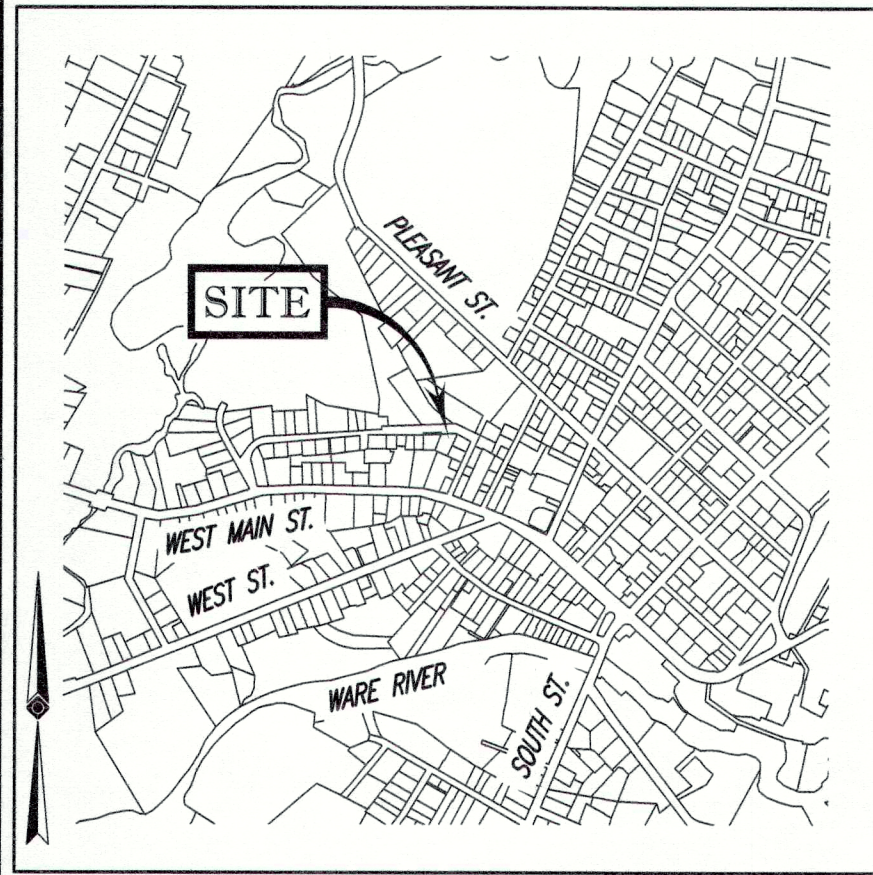 PLEASANT ST.
SITE
WEST MAIN ST.
WEST ST.
WARE RIVER
SOUTH ST.